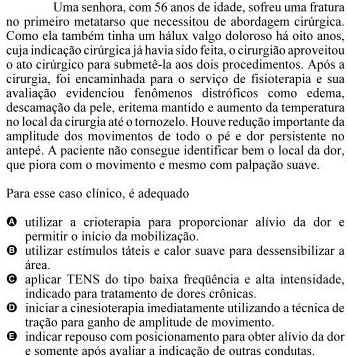 Uma senhora, com 56 anos de idade, sofreu uma fratura
no primeiro metatarso que necessitou de abordagem cirúrgica.
Como ela também tinha um hálux valgo doloroso há oito anos,
cuja indicação cirúrgica já havia sido feita, o cirurgião aproveitou
o ato cirúrgico para submetê-la aos dois procedimentos. Após a
cirurgia, foi encaminhada para o serviço de fisioterapia e sua
avaliação evidenciou fenômenos distróficos como edema,
descamação da pele, eritema mantido e aumento da temperatura
no local da cirurgia até o tornozelo. Houve redução importante da
amplitude dos movimentos de todo o pé e dor persistente no
antepé. A paciente não consegue identificar bem o local da dor,
que piora com o movimento e mesmo com palpação suave.
Para esse caso clínico, é adequado
A utilizar a crioterapia para proporcionar alívio da dor e
permitir o início da mobilização.
B utilizar estímulos táteis e calor suave para dessensibilizar a
área.
C aplicar TENS do tipo baixa freqüência e alta intensidade,
indicado para tratamento de dores crônicas.
D iniciar a cinesioterapia imediatamente utilizando a técnica de
tração para ganho de amplitude de movimento.
E indicar repouso com posicionamento para obter alívio da dor
e somente após avaliar a indicação de outras condutas.